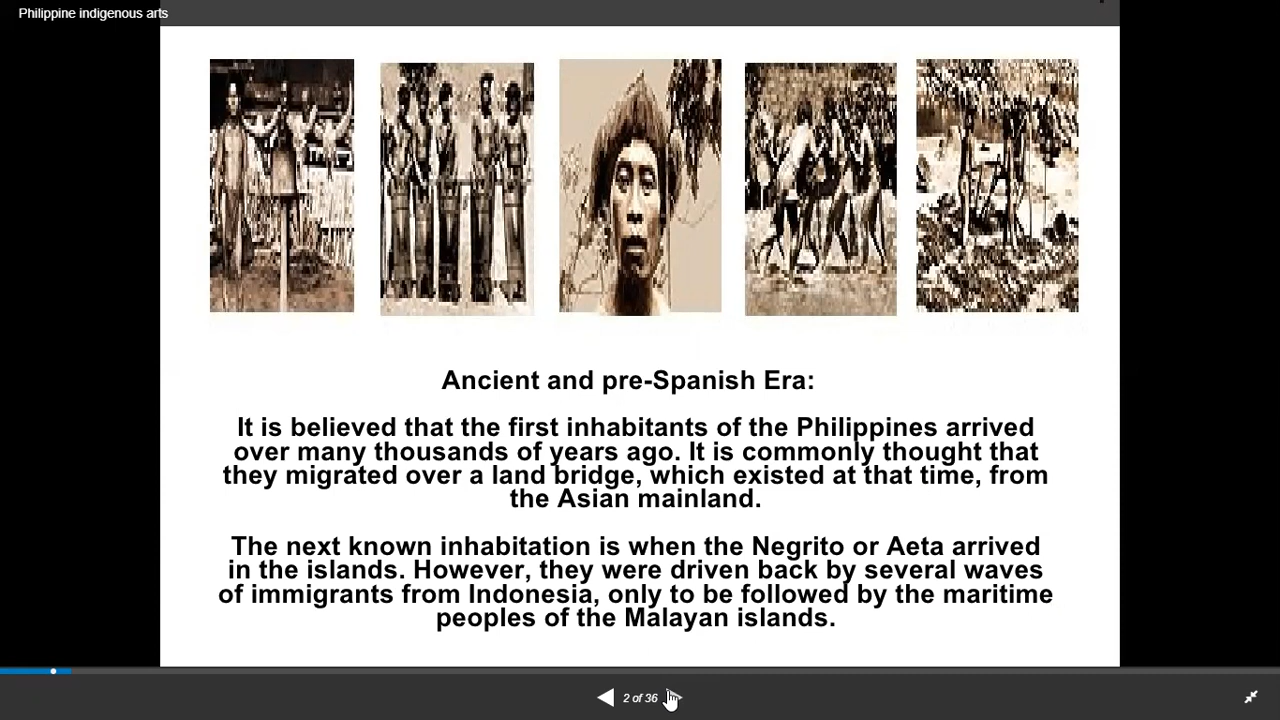 Philippine indigenous arts
Ancient and pre-Spanish Era:
It is believed that the first inhabitants of the Philippines arrived
over many thousands of years ago. It is commonly thought that
they migrated over a land bridge, which existed at that time, from
the Asian mainland.
The next known inhabitation is when the Negrito or Aeta arrived
in the islands. However, they were driven back by several waves
of immigrants from Indonesia, only to be followed by the maritime
peoples of the Malayan islands.
2 of 36